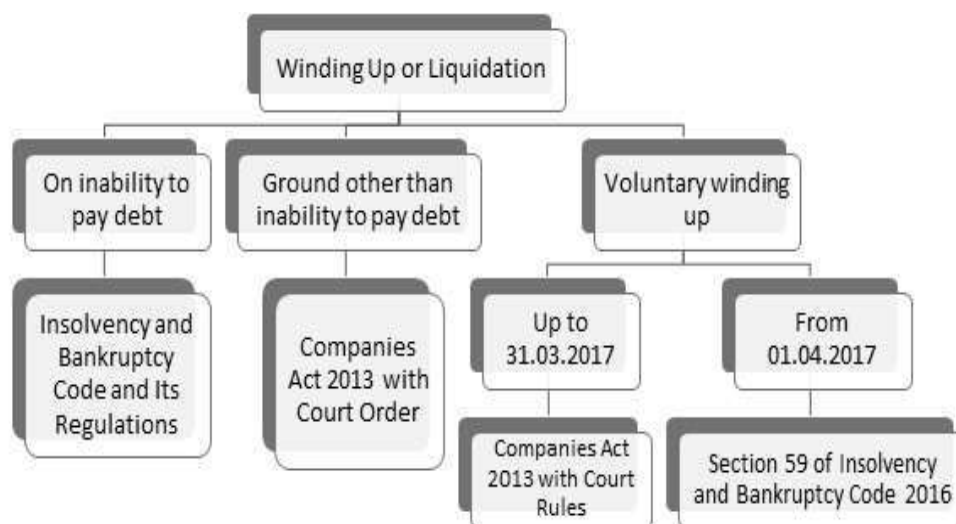 Winding Up or Liquidation
On inability to
pay debt
Ground other than
inability to pay debt
Voluntary winding
up
Insolvency and
Bankruptcy
Code and Its
Regulations
Companies
Act 2013 with
Court Order
Up to
31.03.2017
From
01.04.2017
Companies Act
2013 with Court
Rules
Section 59 of Insolvency
and Bankruptcy Code 2016